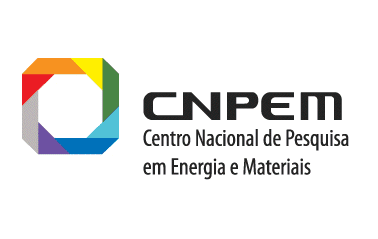 CNPEM
Centro Nacional de Pesquisa
em Energia e Materiais